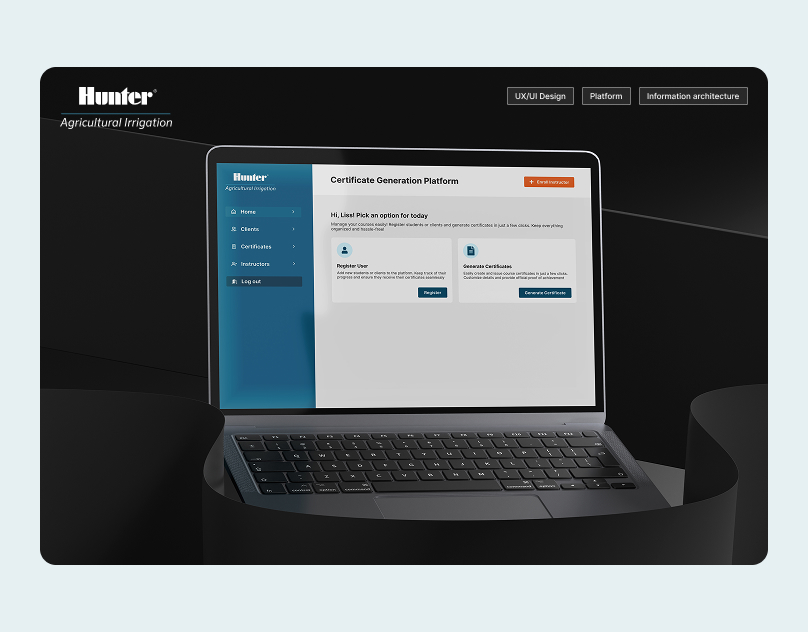 Hunter®
Agricultural Irrigation
UX/UI Design
Platform
Information architecture
Hunter®
Agricultural Irrigation
Certificate Generation Platform
+ Enroll Instructor
Home
Clients
Certificates
Instructors
Log out
Hi, Liss! Pick an option for today
Manage your courses easily! Register students or clients and generate certificates in just a few clicks. Keep everything
organized and hassle-free!
Register User
Add new students or clients to the platform. Keep track of their
progress and ensure they receive their certificates seamlessly
Register
Generate Certificates
Easily create and issue course certificates in just a few clicks.
Customize details and provide official proof of achievement
Generate Certificate